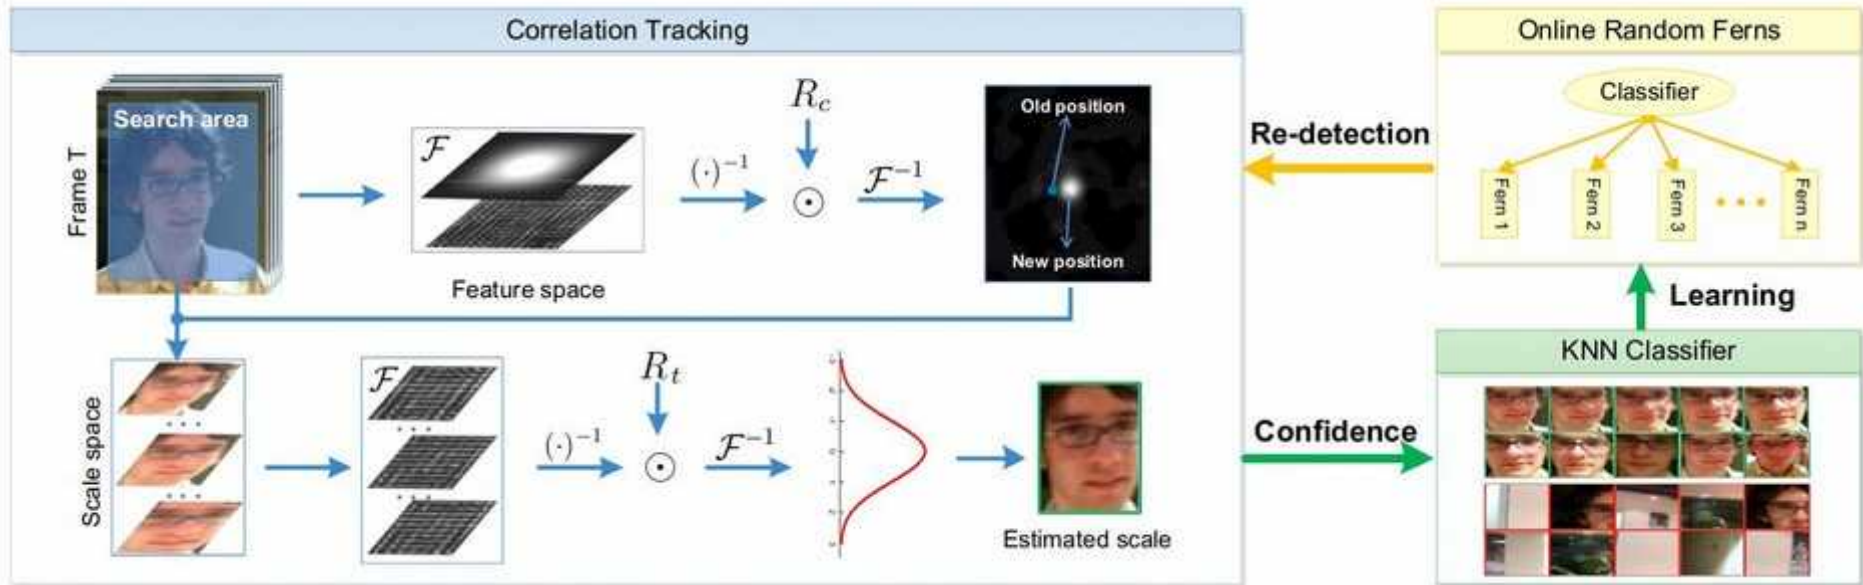 Correlation Tracking
Frame T
Search area
ℱ
Feature space
(·)⁻¹
R_c
⊙
ℱ⁻¹
Old position
New position
Scale space
. . .
. . .
ℱ
. . .
. . .
(·)⁻¹
R_t
⊙
ℱ⁻¹
Estimated scale
Re-detection
Confidence
Online Random Ferns
Classifier
Fern 1
Fern 2
Fern 3
• • •
Fern n
Learning
KNN Classifier